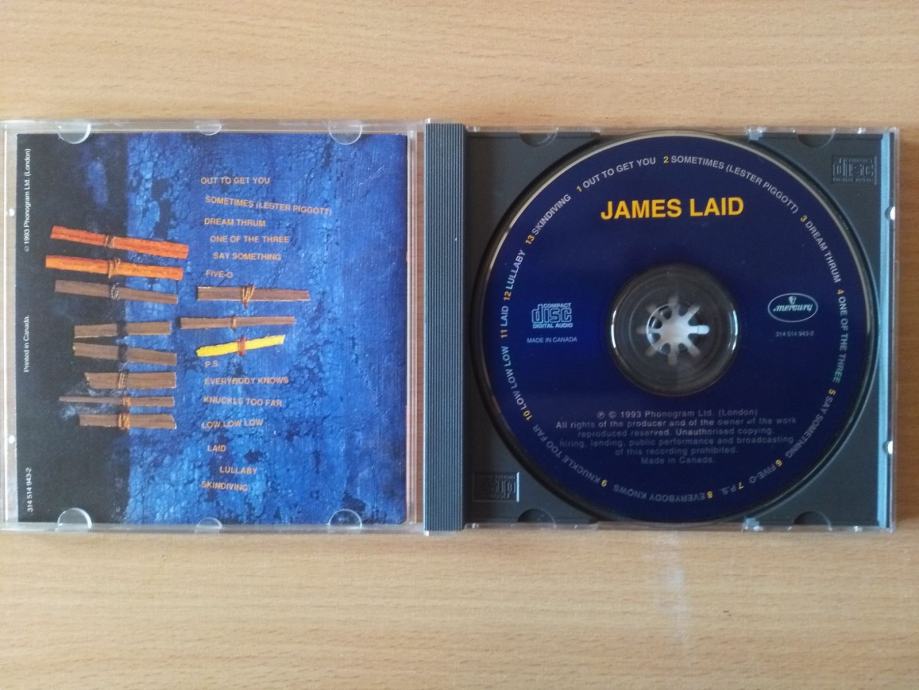 © 1993 Phonogram Ltd. (London)
Printed in Canada.
314 514 943-2
OUT TO GET YOU
SOMETIMES (LESTER PIGGOTT)
DREAM THRUM
ONE OF THE THREE
SAY SOMETHING
FIVE-O
P.S.
EVERYBODY KNOWS
KNUCKLE TOO FAR
LOW LOW LOW
LAID
LULLABY
SKINDIVING
1 OUT TO GET YOU 2 SOMETIMES (LESTER PIGGOTT) 3 DREAM THRUM 4 ONE OF THE THREE 5 SAY SOMETHING 6 FIVE-O 7 P.S. 8 EVERYBODY KNOWS 9 KNUCKLE TOO FAR 10 LOW LOW LOW 11 LAID 12 LULLABY 13 SKINDIVING
JAMES LAID
COMPACT
disc
DIGITAL AUDIO
MADE IN CANADA
mercury
314 514 943-2
℗ © 1993 Phonogram Ltd. (London)
All rights of the producer and of the owner of the work
reproduced reserved. Unauthorised copying,
hiring, lending, public performance and broadcasting
of this recording prohibited.
Made in Canada.
disc